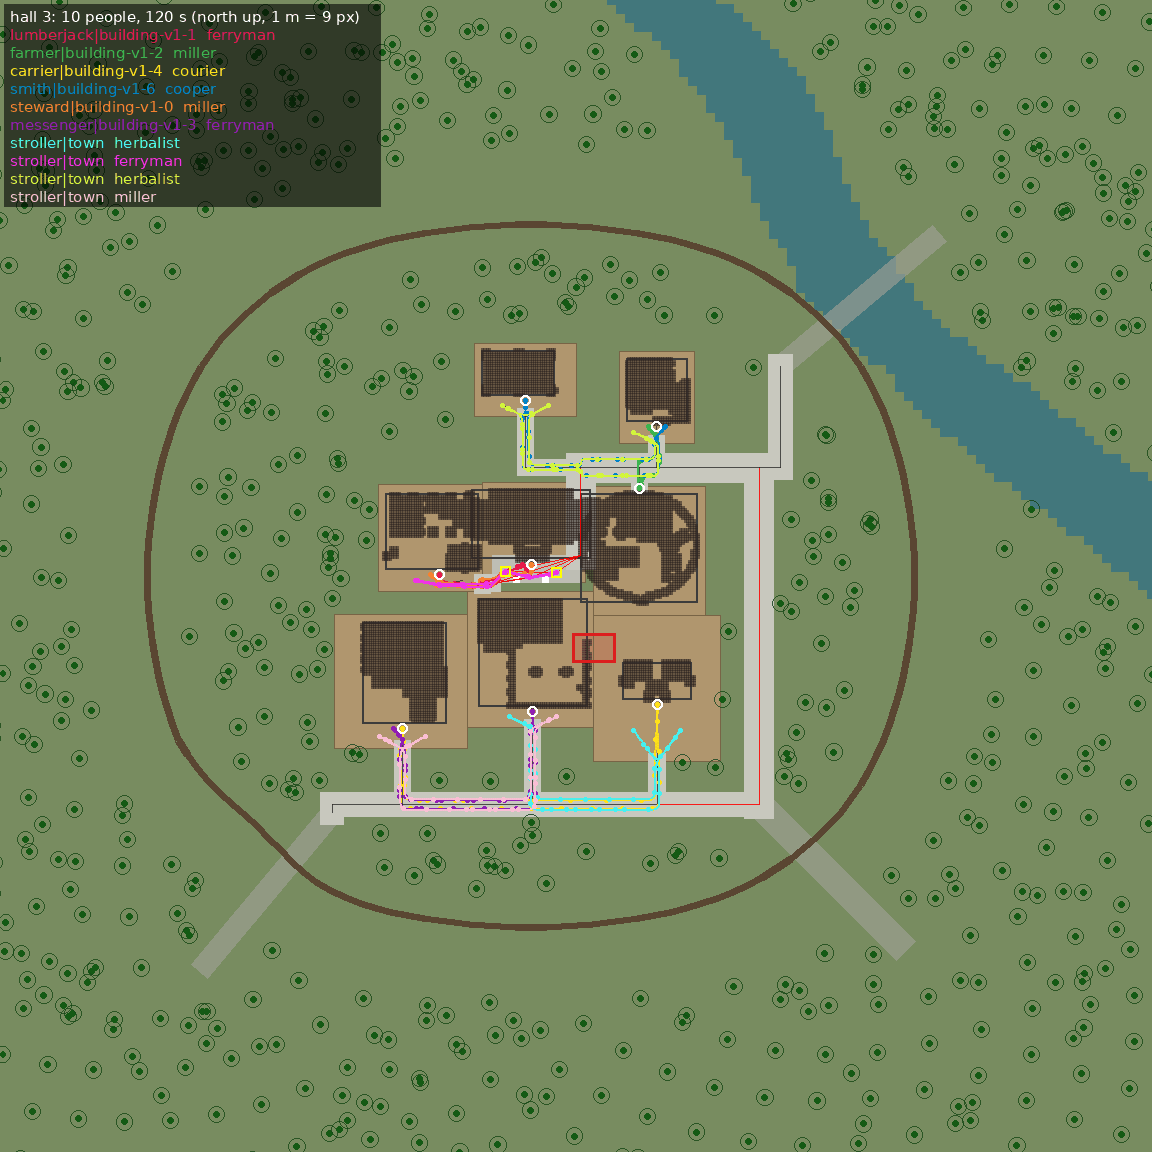 hall 3: 10 people, 120 s (north up, 1 m = 9 px)
lumberjack|building-v1-1  ferryman
farmer|building-v1-2  miller
carrier|building-v1-4  courier
smith|building-v1-6  cooper
steward|building-v1-0  miller
messenger|building-v1-3  ferryman
stroller|town  herbalist
stroller|town  ferryman
stroller|town  herbalist
stroller|town  miller